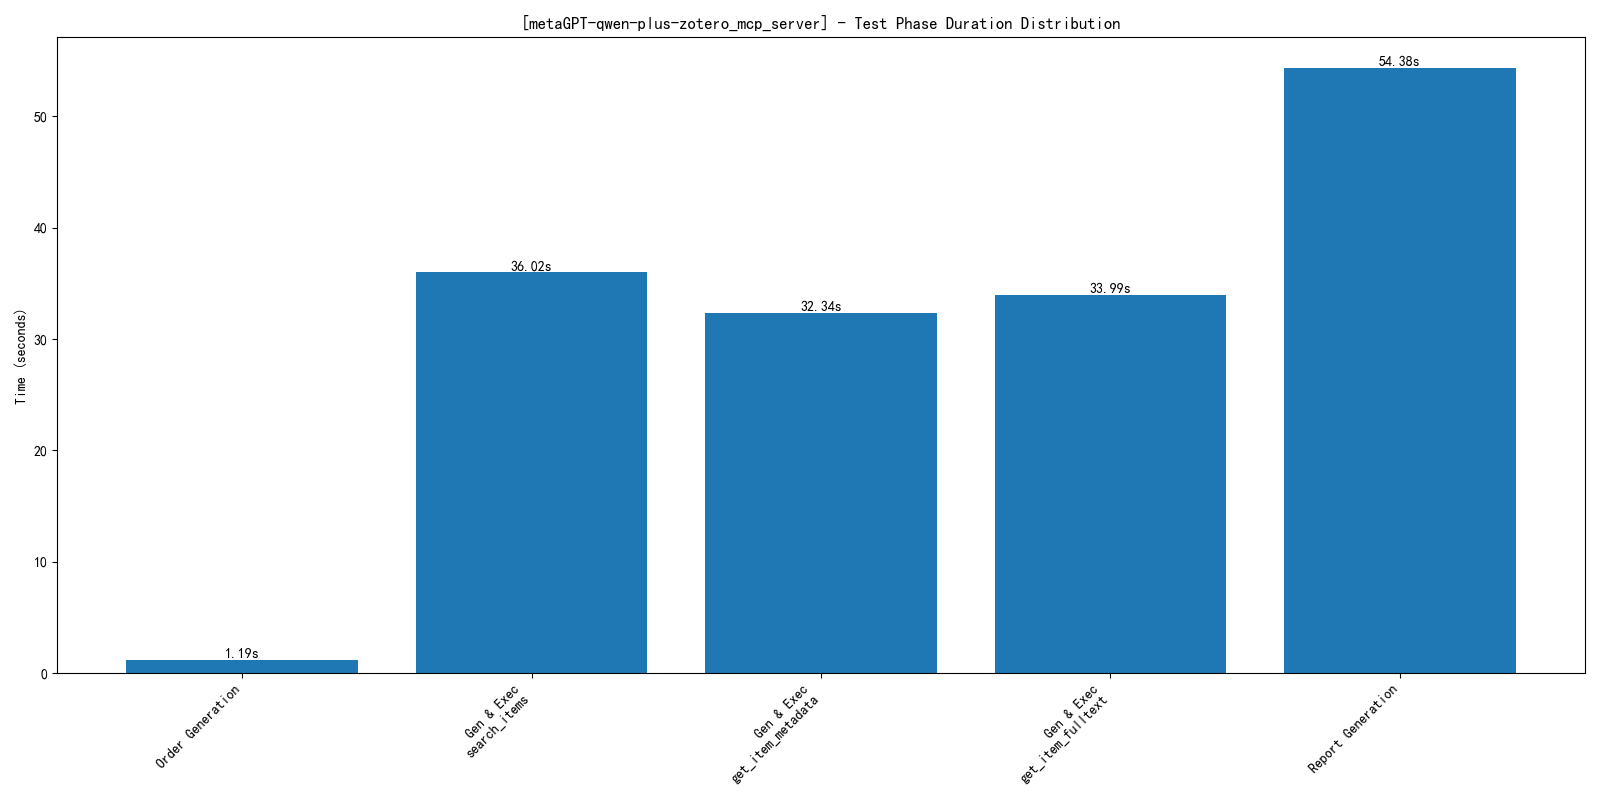 [metaGPT-qwen-plus-zotero_mcp_server] - Test Phase Duration Distribution
54.38s
50
40
36.02s
33.99s
32.34s
30
Time (seconds)
20
10
1.19s
0
Order Generation
Gen & Exec
search_items
Gen & Exec
get_item_metadata
Gen & Exec
get_item_fulltext
Report Generation